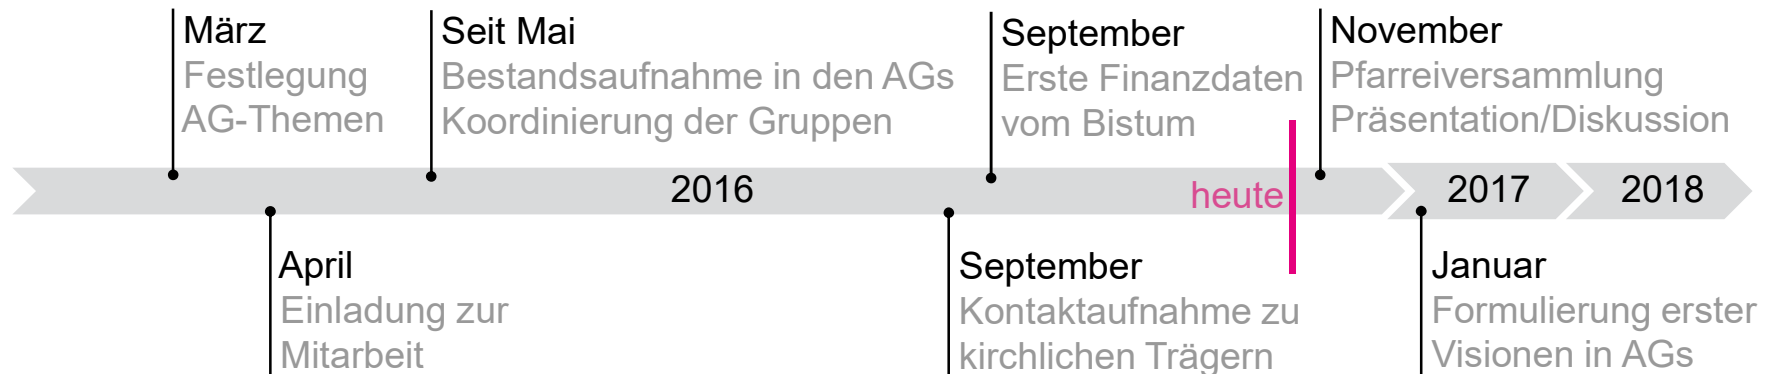 März
Festlegung
AG-Themen
Seit Mai
Bestandsaufnahme in den AGs
Koordinierung der Gruppen
September
Erste Finanzdaten
vom Bistum
November
Pfarreiversammlung
Präsentation/Diskussion
2016
heute
2017
2018
April
Einladung zur
Mitarbeit
September
Kontaktaufnahme zu
kirchlichen Trägern
Januar
Formulierung erster
Visionen in AGs